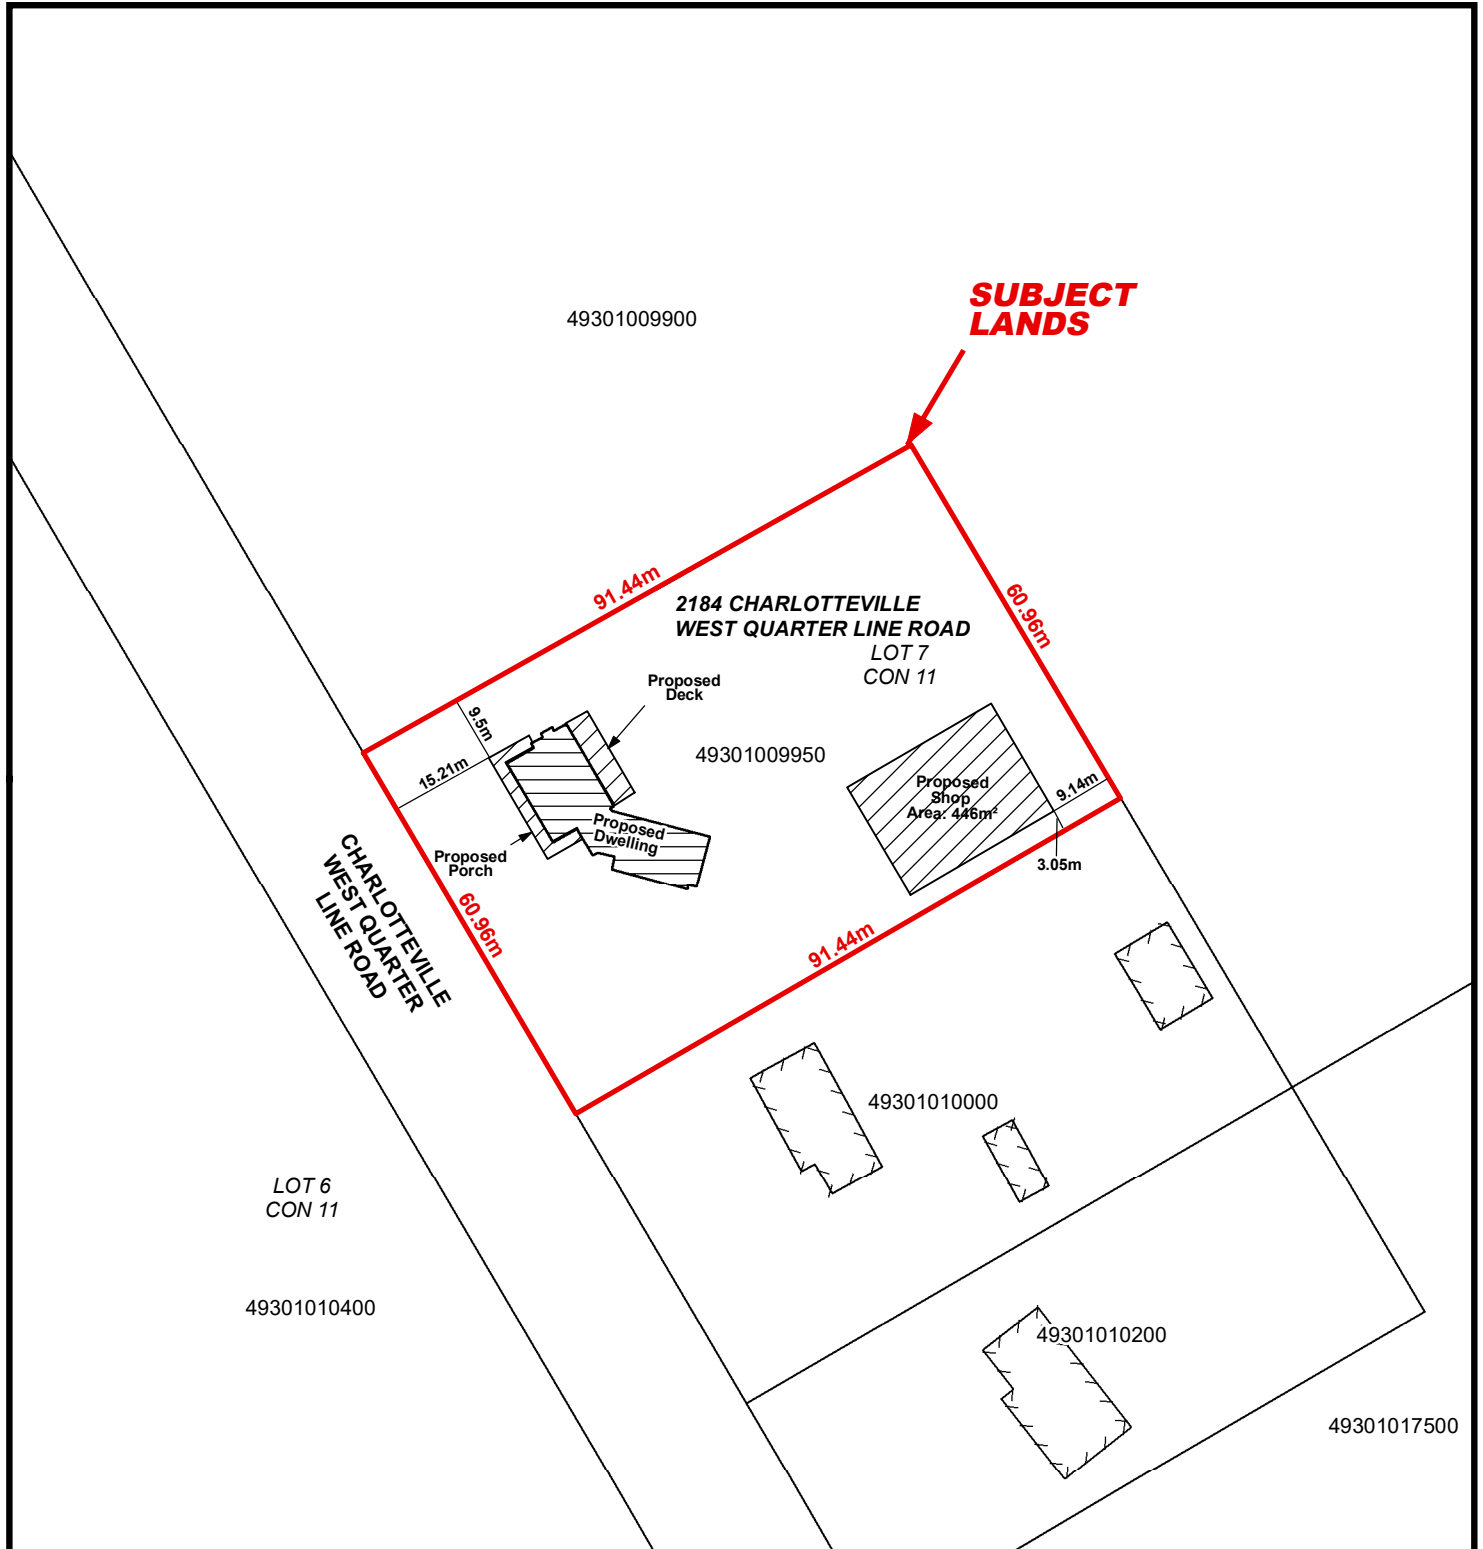 49301009900
SUBJECT
LANDS
91.44m
2184 CHARLOTTEVILLE
WEST QUARTER LINE ROAD
LOT 7
CON 11
60.96m
Proposed
Deck
9.5m
15.21m
49301009950
Proposed
Shop
Area: 446m²
9.14m
3.05m
Proposed
Dwelling
Proposed
Porch
CHARLOTTEVILLE
WEST QUARTER
LINE ROAD
60.96m
91.44m
49301010000
LOT 6
CON 11
49301010400
49301010200
49301017500